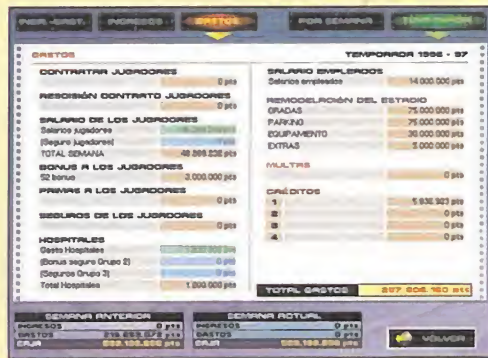 INGRESOS
GASTOS
POR SEMANA
TEMPORADA
GASTOS
TEMPORADA 1996 - 97
CONTRATAR JUGADORES
0 pts
RESCISIÓN CONTRATO JUGADORES
0 pts
SALARIO DE LOS JUGADORES
Salarios jugadores
(Seguro jugadores)
TOTAL SEMANA
BONUS A LOS JUGADORES
52 bonus 2.000.000 pts
PRIMAS A LOS JUGADORES
0 pts
SEGUROS DE LOS JUGADORES
0 pts
HOSPITALES
Gasto Hospitales
(Bonus seguro Grupo 2) 0 pts
(Seguros Grupo 3) 0 pts
Total Hospitales 1.000.000 pts
SALARIO EMPLEADOS
Salarios empleados 14.000.000 pts
REMODELACIÓN DEL ESTADIO
GRADAS 75.000.000 pts
PARKING 75.000.000 pts
EQUIPAMIENTO 30.000.000 pts
EXTRAS 5.000.000 pts
MULTAS
0 pts
CRÉDITOS
1
2 0 pts
3 0 pts
4 0 pts
TOTAL GASTOS
SEMANA ANTERIOR
INGRESOS 0 pts
GASTOS
CAJA
SEMANA ACTUAL
INGRESOS 0 pts
GASTOS 0 pts
CAJA
VOLVER